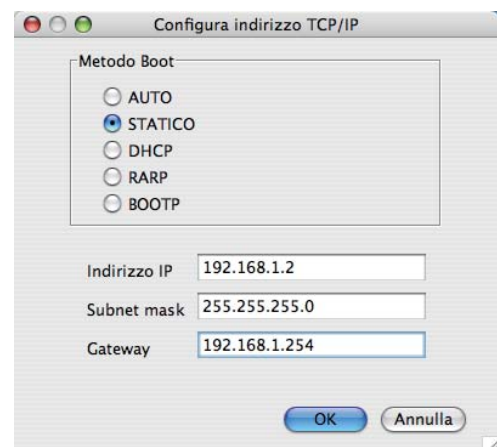 Configura indirizzo TCP/IP
Metodo Boot
AUTO
STATICO
DHCP
RARP
BOOTP
Indirizzo IP 192.168.1.2
Subnet mask 255.255.255.0
Gateway 192.168.1.254
OK Annulla